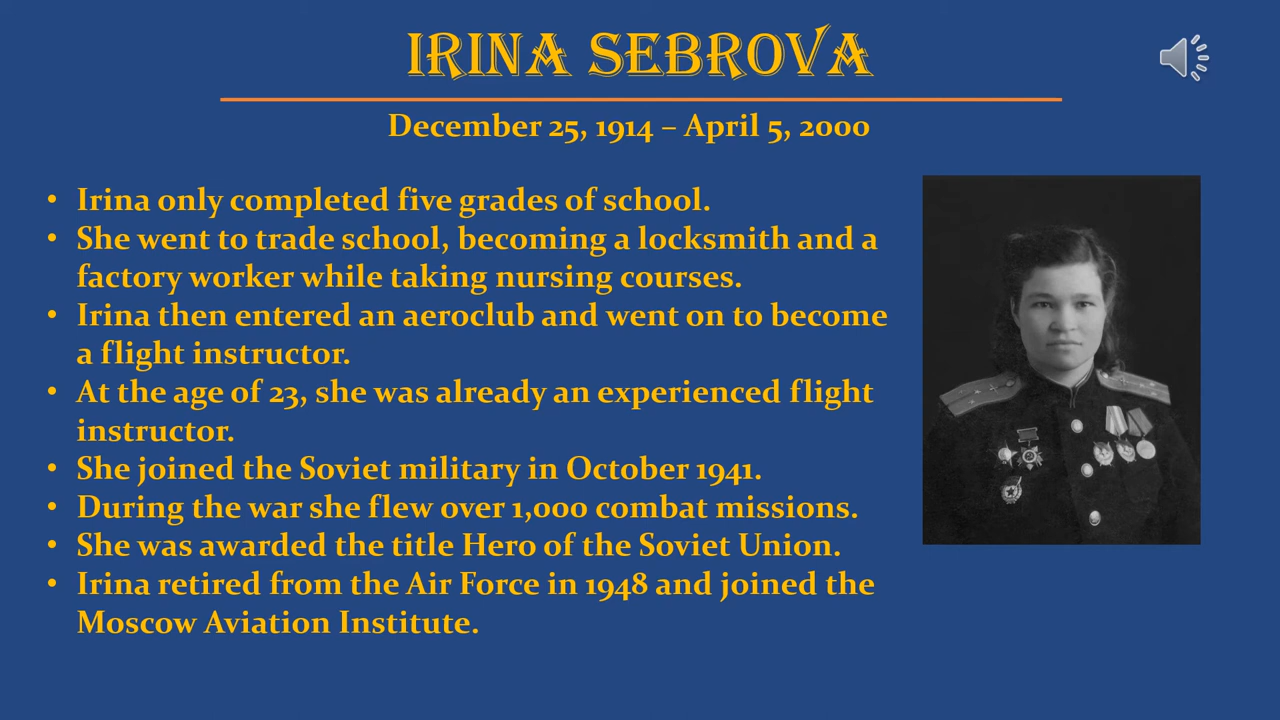 IRINA SEBROVA
December 25, 1914 – April 5, 2000
• Irina only completed five grades of school.
• She went to trade school, becoming a locksmith and a
factory worker while taking nursing courses.
• Irina then entered an aeroclub and went on to become
a flight instructor.
• At the age of 23, she was already an experienced flight
instructor.
• She joined the Soviet military in October 1941.
• During the war she flew over 1,000 combat missions.
• She was awarded the title Hero of the Soviet Union.
• Irina retired from the Air Force in 1948 and joined the
Moscow Aviation Institute.